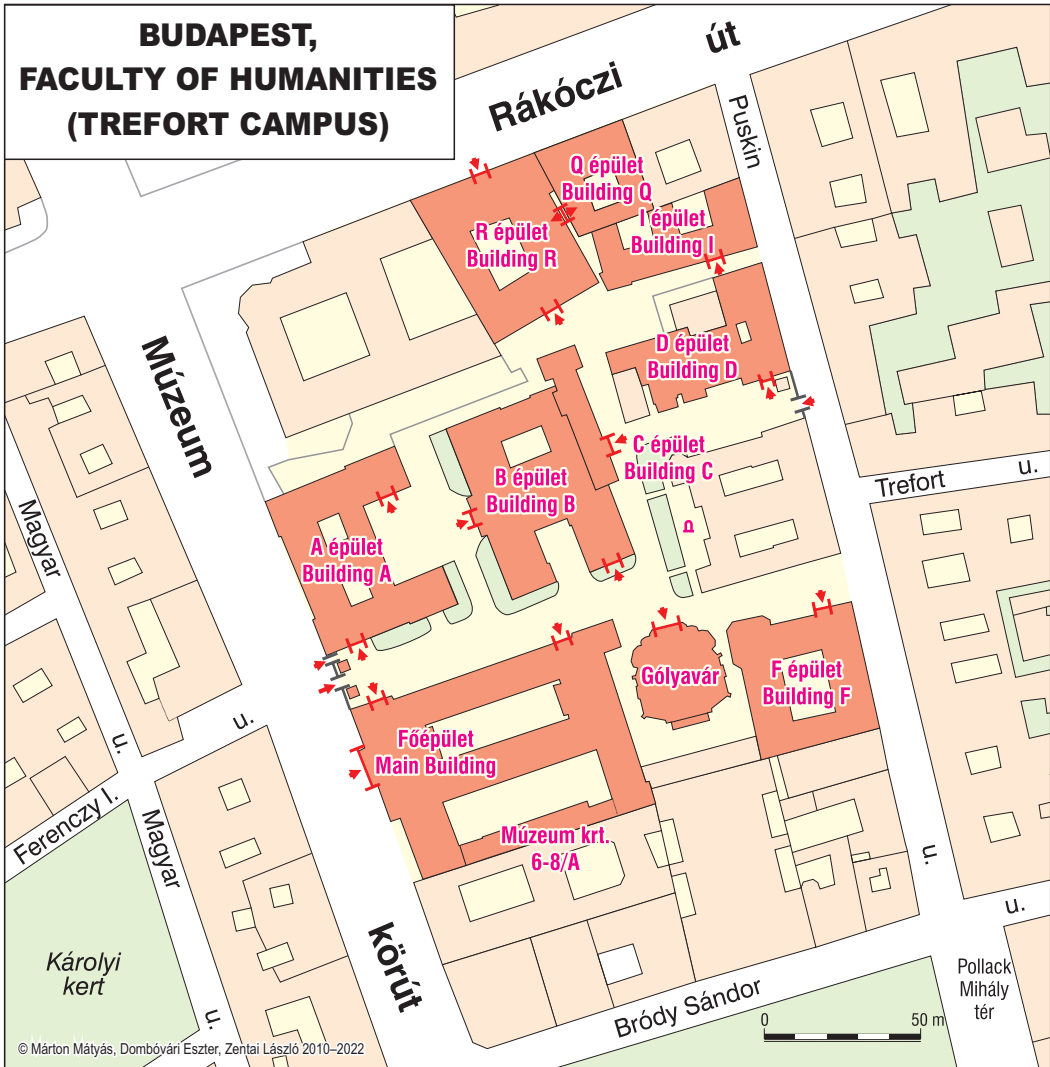 BUDAPEST,
FACULTY OF HUMANITIES
(TREFORT CAMPUS)
Rákóczi
út
Puskin
Q épület
Building Q
I épület
Building I
R épület
Building R
D épület
Building D
Múzeum
C épület
Building C
B épület
Building B
Trefort
u.
Magyar
A épület
Building A
P
Gólyavár
F épület
Building F
Főépület
Main Building
u.
u.
Ferenczy I.
Magyar
Múzeum krt.
6-8/A
u.
u.
körút
Károlyi
kert
Pollack
Mihály
tér
Bródy Sándor
u.
0
50 m
© Márton Mátyás, Dombóvári Eszter, Zentai László 2010–2022